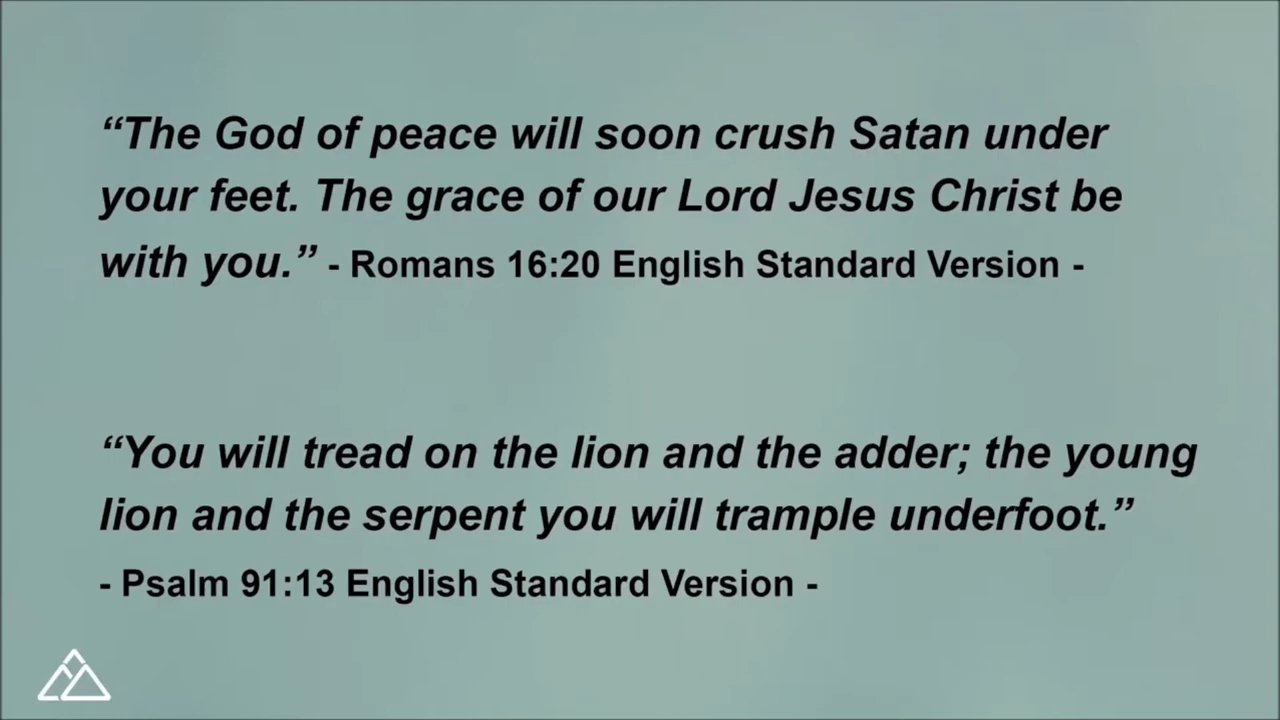 “The God of peace will soon crush Satan under
your feet. The grace of our Lord Jesus Christ be
with you.” - Romans 16:20 English Standard Version -
“You will tread on the lion and the adder; the young
lion and the serpent you will trample underfoot.”
- Psalm 91:13 English Standard Version -